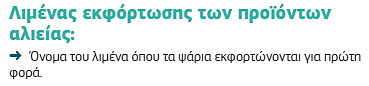 Λιμένας εκφόρτωσης των προϊόντων
αλιείας:
➜ Όνομα του λιμένα όπου τα ψάρια εκφορτώνονται για πρώτη
φορά.